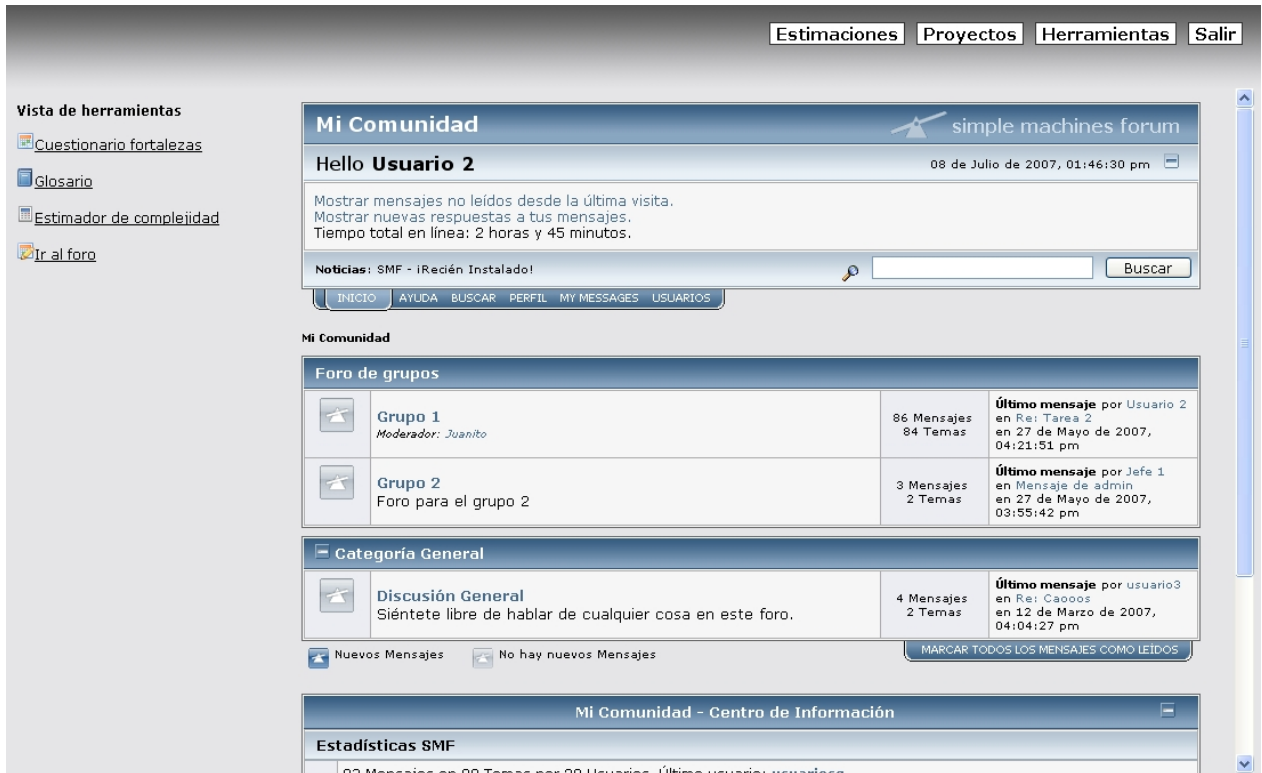 Estimaciones Proyectos Herramientas Salir
Vista de herramientas
Cuestionario fortalezas
Glosario
Estimador de complejidad
Ir al foro
Mi Comunidad
simple machines forum
Hello Usuario 2
08 de Julio de 2007, 01:46:30 pm
Mostrar mensajes no leídos desde la última visita.
Mostrar nuevas respuestas a tus mensajes.
Tiempo total en línea: 2 horas y 45 minutos.
Noticias: SMF - ¡Recién Instalado!
Buscar
INICIO AYUDA BUSCAR PERFIL MY MESSAGES USUARIOS
Mi Comunidad
Foro de grupos
Grupo 1
Moderador: Juanito
86 Mensajes
84 Temas
Último mensaje por Usuario 2
en Re: Tarea 2
en 27 de Mayo de 2007,
04:21:51 pm
Grupo 2
Foro para el grupo 2
3 Mensajes
2 Temas
Último mensaje por Jefe 1
en Mensaje de admin
en 27 de Mayo de 2007,
03:55:42 pm
Categoría General
Discusión General
Siéntete libre de hablar de cualquier cosa en este foro.
4 Mensajes
2 Temas
Último mensaje por usuario3
en Re: Caooos
en 12 de Marzo de 2007,
04:04:27 pm
Nuevos Mensajes No hay nuevos Mensajes
MARCAR TODOS LOS MENSAJES COMO LEÍDOS
Mi Comunidad - Centro de Información
Estadísticas SMF
Mensajes en Temas por Usuarios. Último usuario: